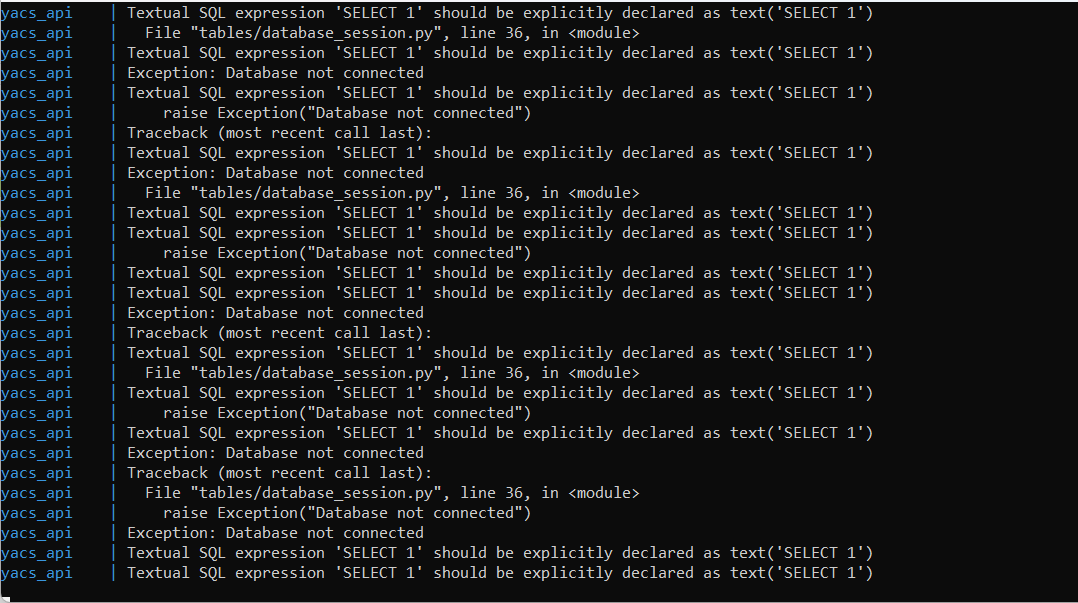 yacs_api    | Textual SQL expression 'SELECT 1' should be explicitly declared as text('SELECT 1')
yacs_api    |   File "tables/database_session.py", line 36, in <module>
yacs_api    | Textual SQL expression 'SELECT 1' should be explicitly declared as text('SELECT 1')
yacs_api    | Exception: Database not connected
yacs_api    | Textual SQL expression 'SELECT 1' should be explicitly declared as text('SELECT 1')
yacs_api    |     raise Exception("Database not connected")
yacs_api    | Traceback (most recent call last):
yacs_api    | Textual SQL expression 'SELECT 1' should be explicitly declared as text('SELECT 1')
yacs_api    | Exception: Database not connected
yacs_api    |   File "tables/database_session.py", line 36, in <module>
yacs_api    | Textual SQL expression 'SELECT 1' should be explicitly declared as text('SELECT 1')
yacs_api    | Textual SQL expression 'SELECT 1' should be explicitly declared as text('SELECT 1')
yacs_api    |     raise Exception("Database not connected")
yacs_api    | Textual SQL expression 'SELECT 1' should be explicitly declared as text('SELECT 1')
yacs_api    | Textual SQL expression 'SELECT 1' should be explicitly declared as text('SELECT 1')
yacs_api    | Exception: Database not connected
yacs_api    | Traceback (most recent call last):
yacs_api    | Textual SQL expression 'SELECT 1' should be explicitly declared as text('SELECT 1')
yacs_api    |   File "tables/database_session.py", line 36, in <module>
yacs_api    | Textual SQL expression 'SELECT 1' should be explicitly declared as text('SELECT 1')
yacs_api    |     raise Exception("Database not connected")
yacs_api    | Textual SQL expression 'SELECT 1' should be explicitly declared as text('SELECT 1')
yacs_api    | Exception: Database not connected
yacs_api    | Traceback (most recent call last):
yacs_api    |   File "tables/database_session.py", line 36, in <module>
yacs_api    |     raise Exception("Database not connected")
yacs_api    | Exception: Database not connected
yacs_api    | Textual SQL expression 'SELECT 1' should be explicitly declared as text('SELECT 1')
yacs_api    | Textual SQL expression 'SELECT 1' should be explicitly declared as text('SELECT 1')